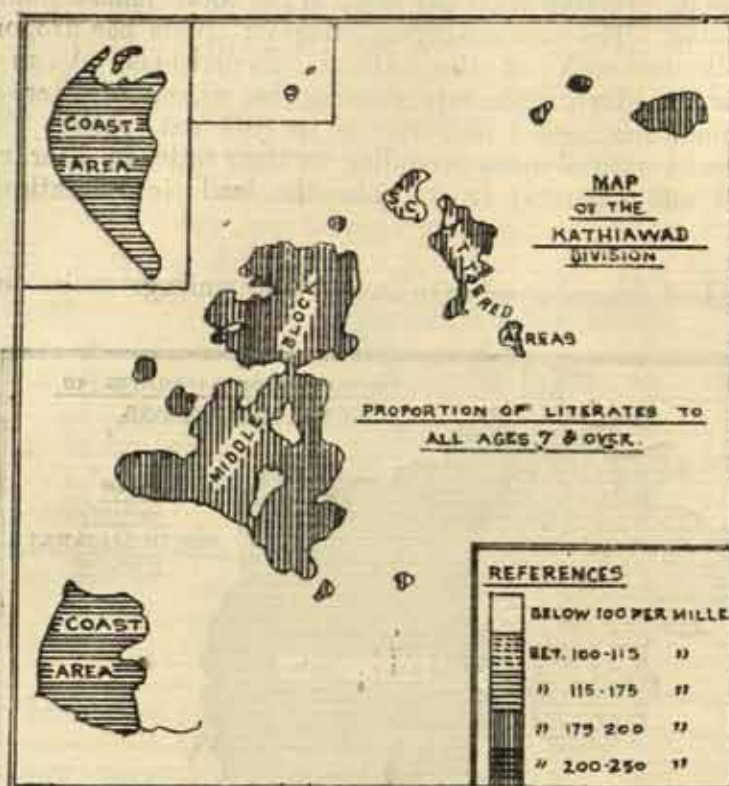 COAST
AREA
MAP
OF THE
KATHIAWAD
DIVISION
SCATTERED
AREAS
BLOCK
MIDDLE
PROPORTION OF LITERATES TO
ALL AGES 7 & OVER.
COAST
AREA
REFERENCES
BELOW 100 PER MILLE
BET. 100-115 "
" 115-175 "
" 175-200 "
" 200-250 "